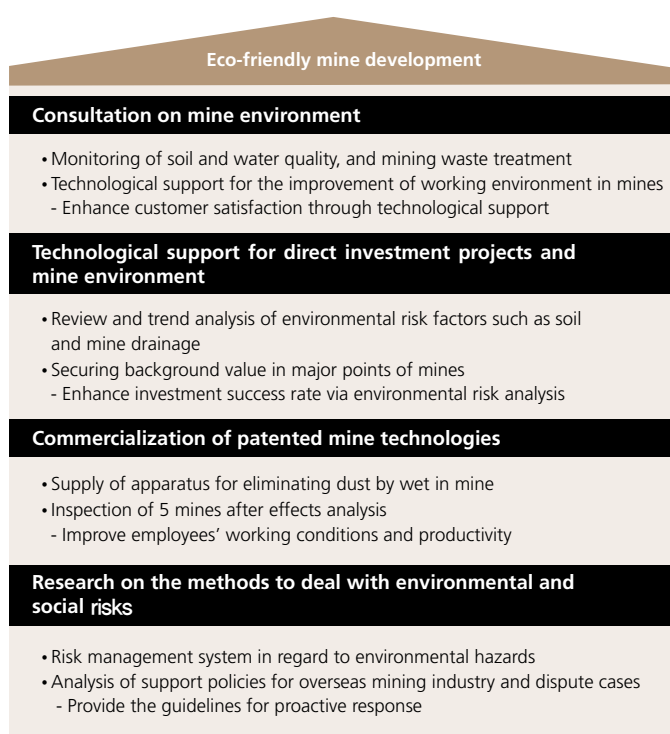 Eco-friendly mine development
Consultation on mine environment
• Monitoring of soil and water quality, and mining waste treatment
• Technological support for the improvement of working environment in mines
- Enhance customer satisfaction through technological support
Technological support for direct investment projects and
mine environment
• Review and trend analysis of environmental risk factors such as soil
and mine drainage
• Securing background value in major points of mines
- Enhance investment success rate via environmental risk analysis
Commercialization of patented mine technologies
• Supply of apparatus for eliminating dust by wet in mine
• Inspection of 5 mines after effects analysis
- Improve employees’ working conditions and productivity
Research on the methods to deal with environmental and
social risks
• Risk management system in regard to environmental hazards
• Analysis of support policies for overseas mining industry and dispute cases
- Provide the guidelines for proactive response